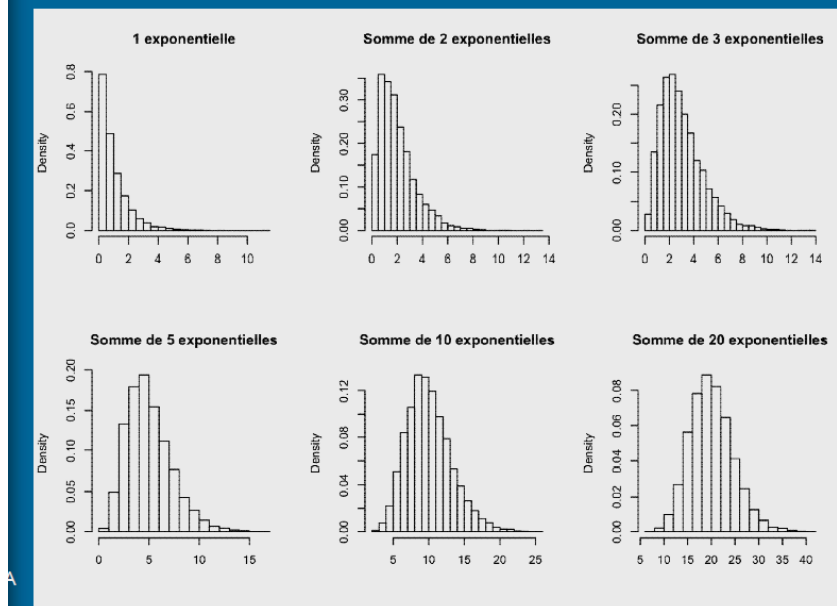 1 exponentielle
Somme de 2 exponentielles
Somme de 3 exponentielles
Density
0.0 0.2 0.4 0.6 0.8
0 2 4 6 8 10
Density
0.00 0.10 0.20 0.30
0 2 4 6 8 10 12 14
Density
0.00 0.10 0.20
0 2 4 6 8 10 12 14
Somme de 5 exponentielles
Somme de 10 exponentielles
Somme de 20 exponentielles
Density
0.00 0.05 0.10 0.15 0.20
0 5 10 15
Density
0.00 0.04 0.08 0.12
5 10 15 20 25
Density
0.00 0.02 0.04 0.06 0.08
5 10 15 20 25 30 35 40
A